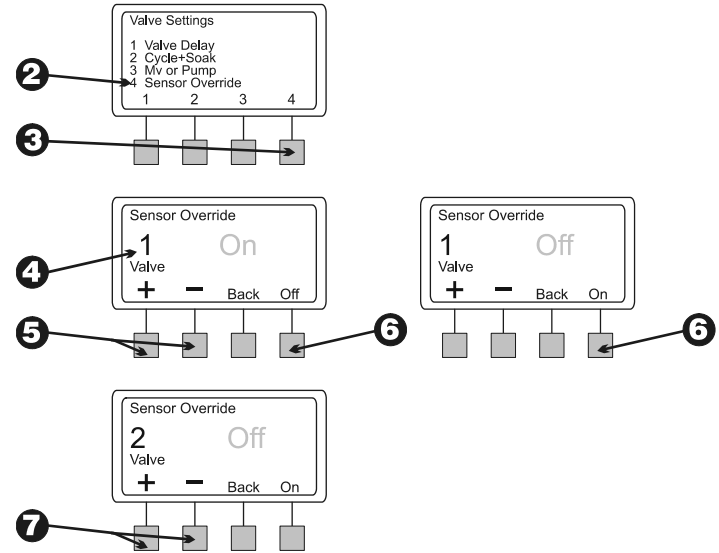 Valve Settings
1 Valve Delay
2 Cycle+Soak
3 Mv or Pump
4 Sensor Override
1 2 3 4
2
3
Sensor Override
1 On
Valve
+ − Back Off
4
5
6
Sensor Override
1 Off
Valve
+ − Back On
6
Sensor Override
2 Off
Valve
+ − Back On
7